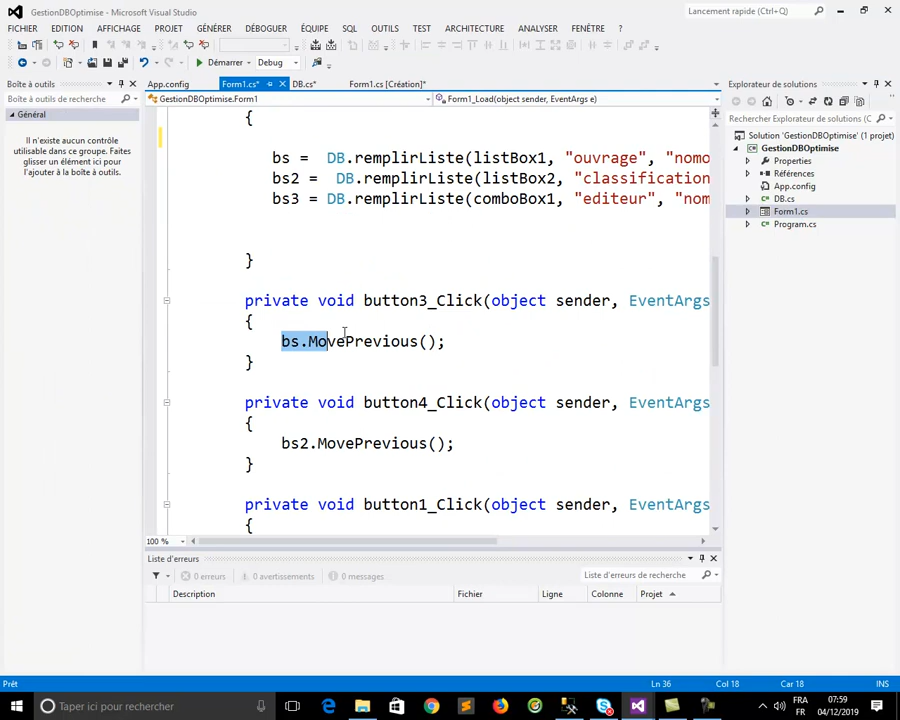 GestionDBOptimise - Microsoft Visual Studio
Lancement rapide (Ctrl+Q)
FICHIER EDITION AFFICHAGE PROJET GÉNÉRER DÉBOGUER ÉQUIPE SQL OUTILS TEST ARCHITECTURE ANALYSER FENÊTRE ?
Démarrer Debug
Boîte à outils
App.config Form1.cs* DB.cs* Form1.cs [Création]*
Explorateur de solutions
Boîte à outils de recherche
GestionDBOptimise.Form1
Form1_Load(object sender, EventArgs e)
Général
Il n'existe aucun contrôle
utilisable dans ce groupe. Faites
glisser un élément ici pour
l'ajouter à la boîte à outils.
{
bs = DB.remplirListe(listBox1, "ouvrage", "nomo
bs2 = DB.remplirListe(listBox2, "classification
bs3 = DB.remplirListe(comboBox1, "editeur", "nom
}
private void button3_Click(object sender, EventArgs
{
bs.MovePrevious();
}
private void button4_Click(object sender, EventArgs
{
bs2.MovePrevious();
}
private void button1_Click(object sender, EventArgs
{
100 %
Rechercher Explorateur de solutions (C
Solution 'GestionDBOptimise' (1 projet)
GestionDBOptimise
Properties
Références
App.config
DB.cs
Form1.cs
Program.cs
Liste d'erreurs
0 erreurs 0 avertissements 0 messages
Liste d'erreurs de recherche
Description Fichier Ligne Colonne Projet
Prêt Ln 36 Col 18 Car 18 INS
Taper ici pour rechercher
FRA
FR
07:59
04/12/2019